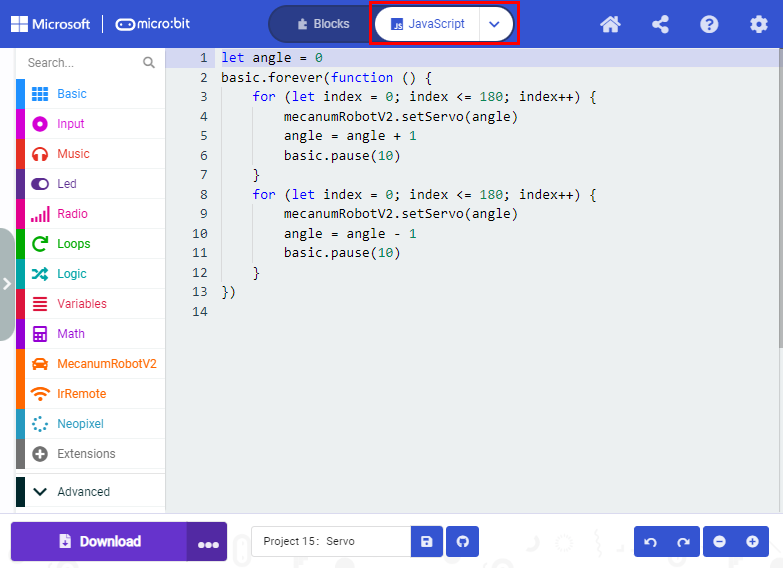 Microsoft micro:bit Blocks JavaScript
Search...
Basic
Input
Music
Led
Radio
Loops
Logic
Variables
Math
MecanumRobotV2
IrRemote
Neopixel
Extensions
Advanced
1 let angle = 0
2 basic.forever(function () {
3 for (let index = 0; index <= 180; index++) {
4 mecanumRobotV2.setServo(angle)
5 angle = angle + 1
6 basic.pause(10)
7 }
8 for (let index = 0; index <= 180; index++) {
9 mecanumRobotV2.setServo(angle)
10 angle = angle - 1
11 basic.pause(10)
12 }
13 })
14
Download
Project 15: Servo